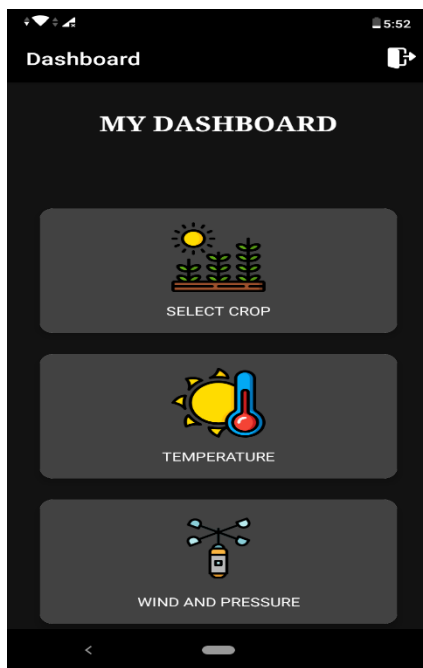 5:52
Dashboard
MY DASHBOARD
SELECT CROP
TEMPERATURE
WIND AND PRESSURE